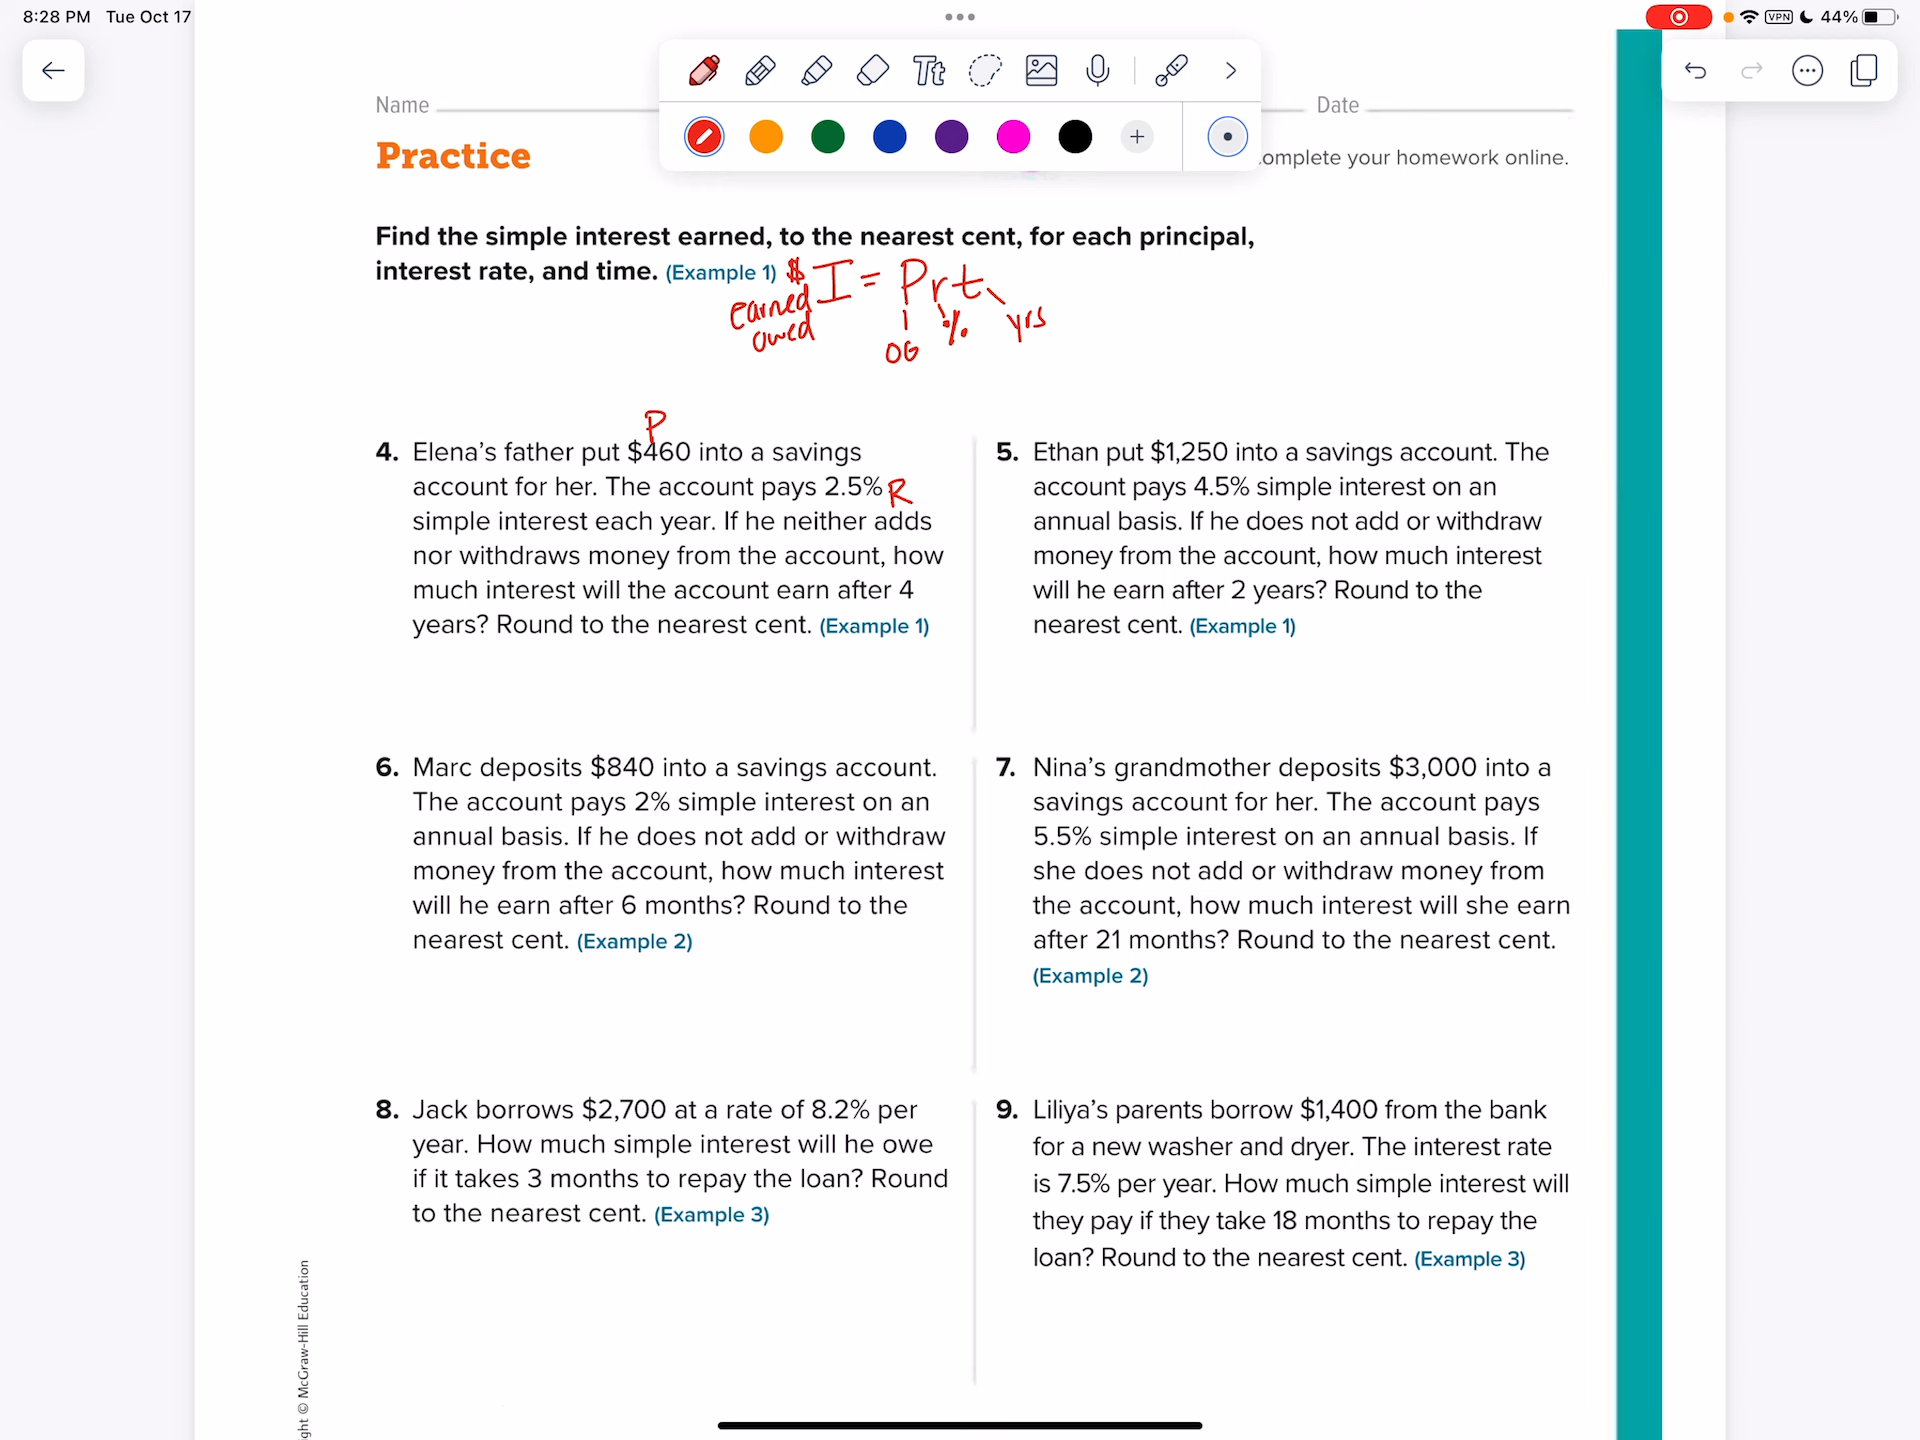 8:28 PM Tue Oct 17
VPN 44%
Tt
Name Date
Practice
omplete your homework online.
Find the simple interest earned, to the nearest cent, for each principal,
interest rate, and time. (Example 1)
$ I = Prt
earned
owed
OG % yrs
P
4. Elena's father put $460 into a savings
account for her. The account pays 2.5% R
simple interest each year. If he neither adds
nor withdraws money from the account, how
much interest will the account earn after 4
years? Round to the nearest cent. (Example 1)
5. Ethan put $1,250 into a savings account. The
account pays 4.5% simple interest on an
annual basis. If he does not add or withdraw
money from the account, how much interest
will he earn after 2 years? Round to the
nearest cent. (Example 1)
6. Marc deposits $840 into a savings account.
The account pays 2% simple interest on an
annual basis. If he does not add or withdraw
money from the account, how much interest
will he earn after 6 months? Round to the
nearest cent. (Example 2)
7. Nina's grandmother deposits $3,000 into a
savings account for her. The account pays
5.5% simple interest on an annual basis. If
she does not add or withdraw money from
the account, how much interest will she earn
after 21 months? Round to the nearest cent.
(Example 2)
8. Jack borrows $2,700 at a rate of 8.2% per
year. How much simple interest will he owe
if it takes 3 months to repay the loan? Round
to the nearest cent. (Example 3)
9. Liliya's parents borrow $1,400 from the bank
for a new washer and dryer. The interest rate
is 7.5% per year. How much simple interest will
they pay if they take 18 months to repay the
loan? Round to the nearest cent. (Example 3)
ght © McGraw-Hill Education